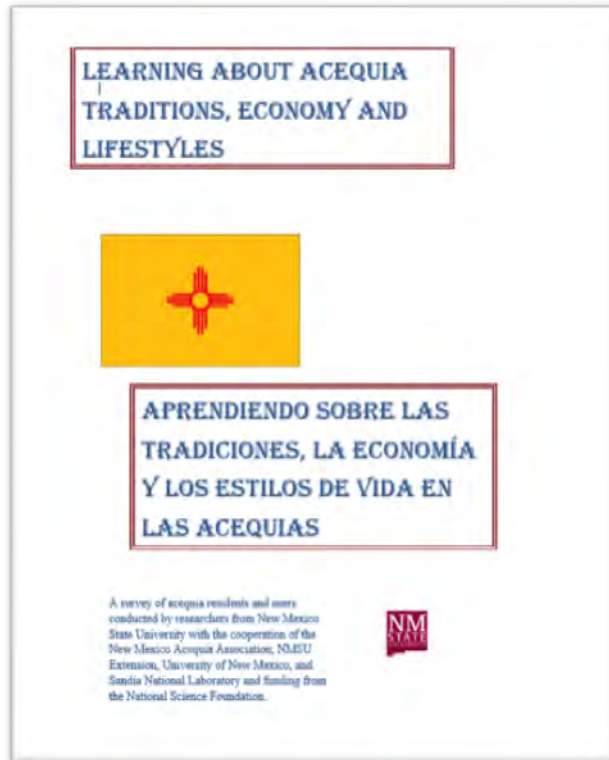 LEARNING ABOUT ACEQUIA
TRADITIONS, ECONOMY AND
LIFESTYLES
APRENDIENDO SOBRE LAS
TRADICIONES, LA ECONOMÍA
Y LOS ESTILOS DE VIDA EN
LAS ACEQUIAS
A survey of acequia residents and users
conducted by researchers from New Mexico
State University with the cooperation of the
New Mexico Acequia Association, NMSU
Extension, University of New Mexico, and
Sandia National Laboratory and funding from
the National Science Foundation.
NM
STATE